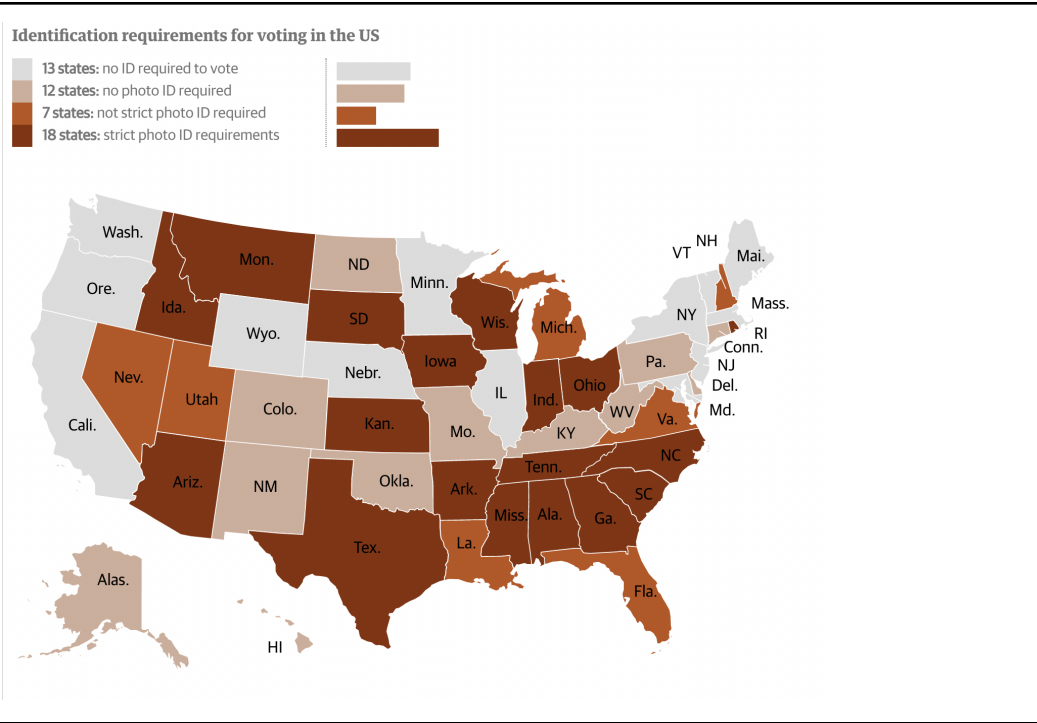 Identification requirements for voting in the US
13 states: no ID required to vote
12 states: no photo ID required
7 states: not strict photo ID required
18 states: strict photo ID requirements
Wash.
Mon.
ND
Minn.
VT
NH
Mai.
Ore.
Ida.
SD
Wis.
Mich.
NY
Mass.
RI
Conn.
Wyo.
Iowa
Nebr.
Pa.
NJ
Del.
Md.
Nev.
Utah
Colo.
Kan.
Mo.
IL
Ind.
Ohio
WV
KY
Va.
Cali.
Ariz.
NM
Okla.
Ark.
Tenn.
NC
SC
Miss.
Ala.
Ga.
Tex.
La.
Fla.
Alas.
HI